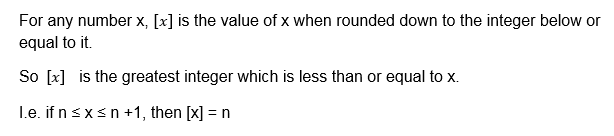 For any number x, [x] is the value of x when rounded down to the integer below or
equal to it.
So [x] is the greatest integer which is less than or equal to x.
I.e. if n ≤ x ≤ n +1, then [x] = n